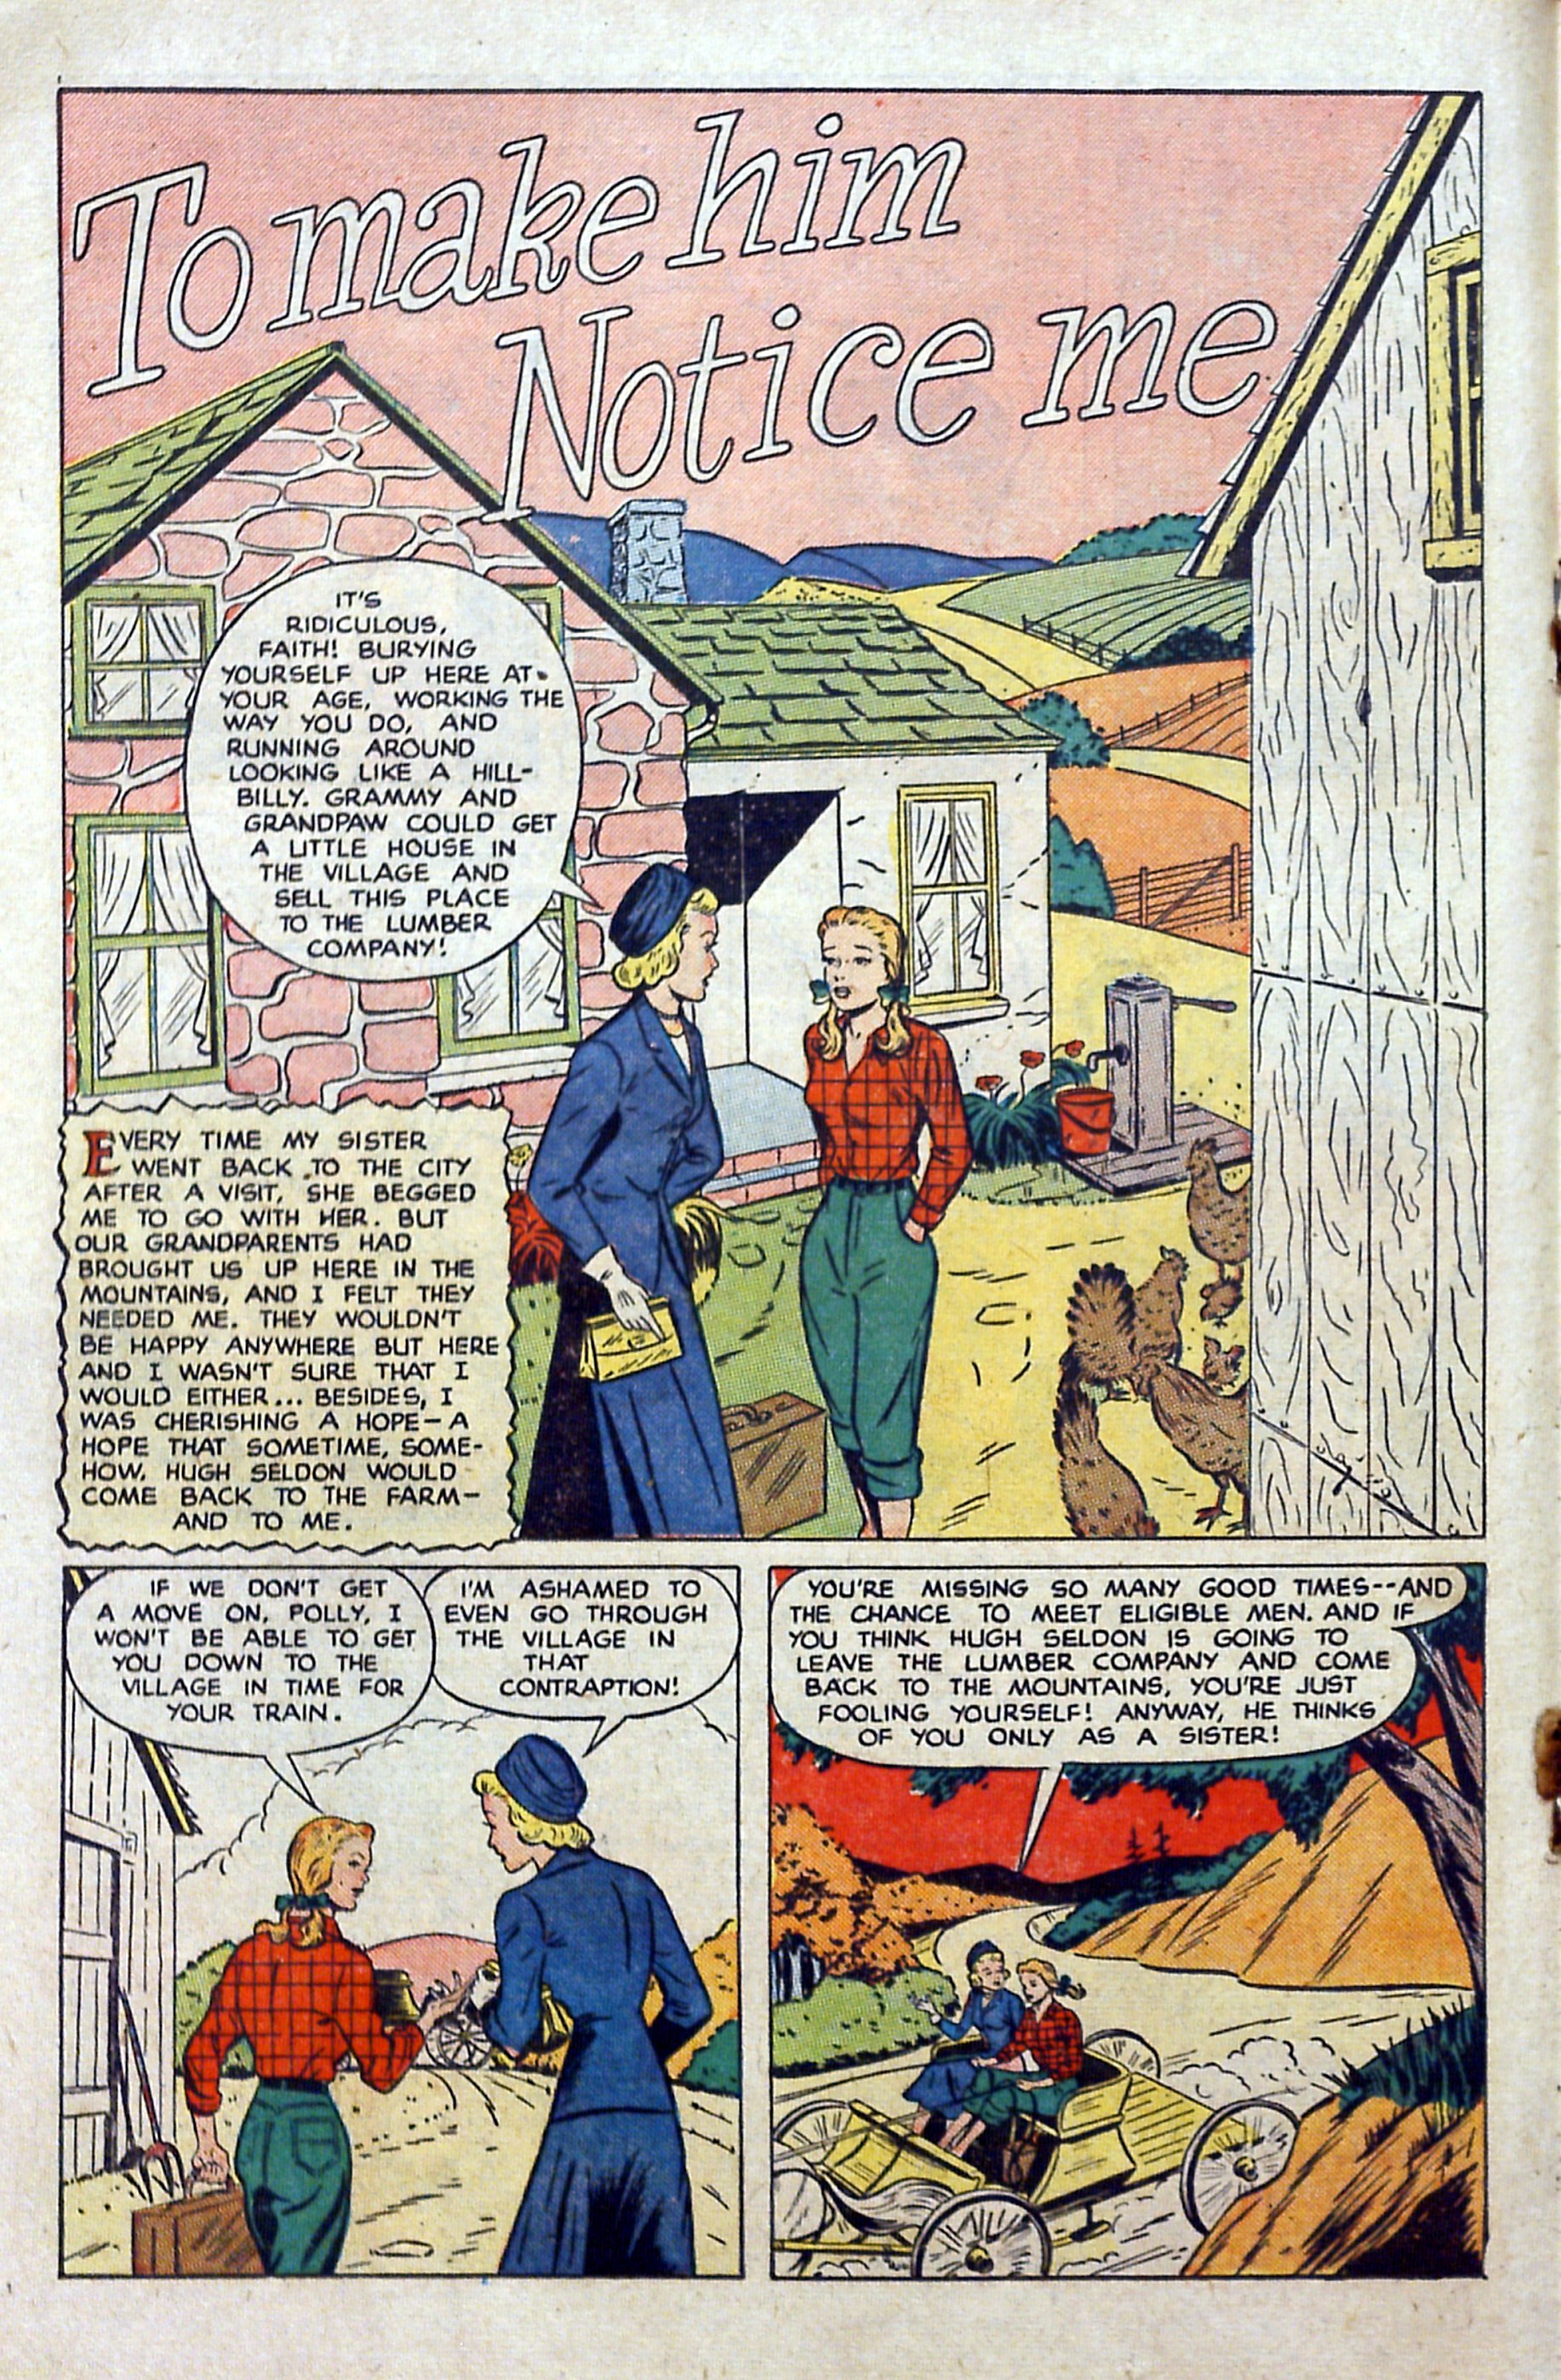 To make him
Notice me
IT'S
RIDICULOUS,
FAITH! BURYING
YOURSELF UP HERE AT
YOUR AGE, WORKING THE
WAY YOU DO, AND
RUNNING AROUND
LOOKING LIKE A HILL-
BILLY. GRAMMY AND
GRANDPAW COULD GET
A LITTLE HOUSE IN
THE VILLAGE AND
SELL THIS PLACE
TO THE LUMBER
COMPANY!
EVERY TIME MY SISTER
WENT BACK TO THE CITY
AFTER A VISIT, SHE BEGGED
ME TO GO WITH HER. BUT
OUR GRANDPARENTS HAD
BROUGHT US UP HERE IN THE
MOUNTAINS, AND I FELT THEY
NEEDED ME. THEY WOULDN'T
BE HAPPY ANYWHERE BUT HERE
AND I WASN'T SURE THAT I
WOULD EITHER... BESIDES, I
WAS CHERISHING A HOPE—A
HOPE THAT SOMETIME, SOME-
HOW, HUGH SELDON WOULD
COME BACK TO THE FARM—
AND TO ME.
IF WE DON'T GET
A MOVE ON, POLLY, I
WON'T BE ABLE TO GET
YOU DOWN TO THE
VILLAGE IN TIME FOR
YOUR TRAIN.
I'M ASHAMED TO
EVEN GO THROUGH
THE VILLAGE IN
THAT
CONTRAPTION!
YOU'RE MISSING SO MANY GOOD TIMES--AND
THE CHANCE TO MEET ELIGIBLE MEN. AND IF
YOU THINK HUGH SELDON IS GOING TO
LEAVE THE LUMBER COMPANY AND COME
BACK TO THE MOUNTAINS, YOU'RE JUST
FOOLING YOURSELF! ANYWAY, HE THINKS
OF YOU ONLY AS A SISTER!